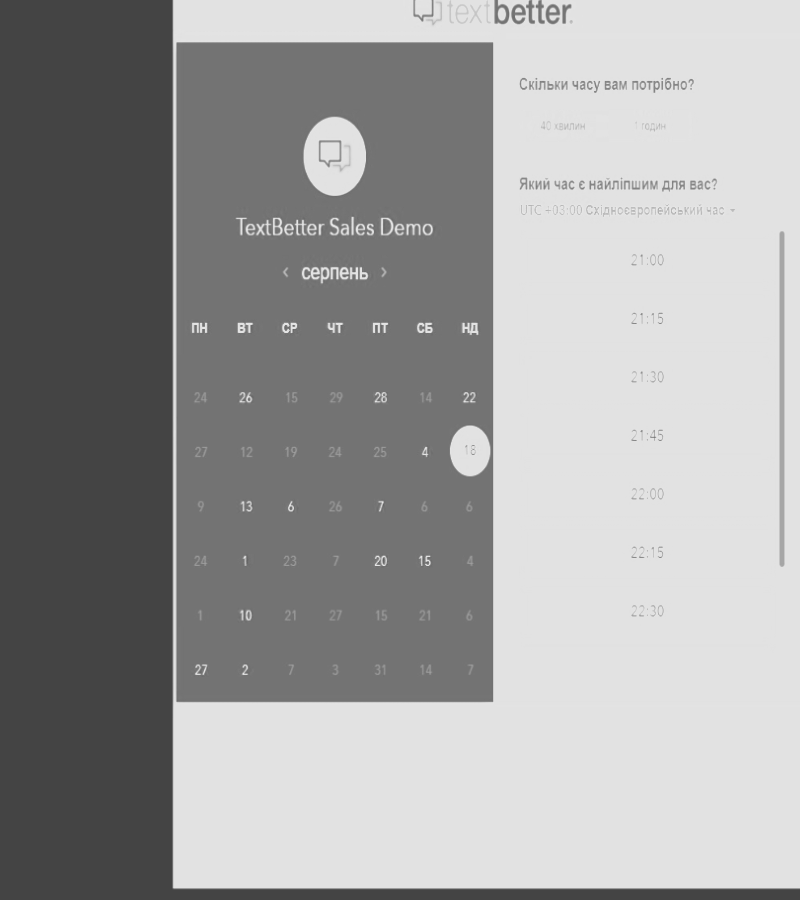 textbetter.
TextBetter Sales Demo
‹ серпень ›
ПН ВТ СР ЧТ ПТ СБ НД
24 26 15 29 28 14 22
27 12 19 24 25 4 18
9 13 6 26 7 6 6
24 1 23 7 20 15 4
1 10 21 27 15 21 6
27 2 7 3 31 14 7
Скільки часу вам потрібно?
40 хвилин 1 годин
Який час є найліпшим для вас?
UTC +03:00 Східноєвропейський час
21:00
21:15
21:30
21:45
22:00
22:15
22:30